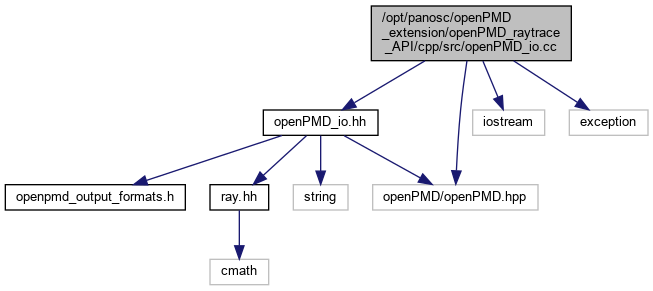 /opt/panosc/openPMD
_extension/openPMD_raytrace
_API/cpp/src/openPMD_io.cc
openPMD_io.hh
iostream
exception
openpmd_output_formats.h
ray.hh
string
openPMD/openPMD.hpp
cmath